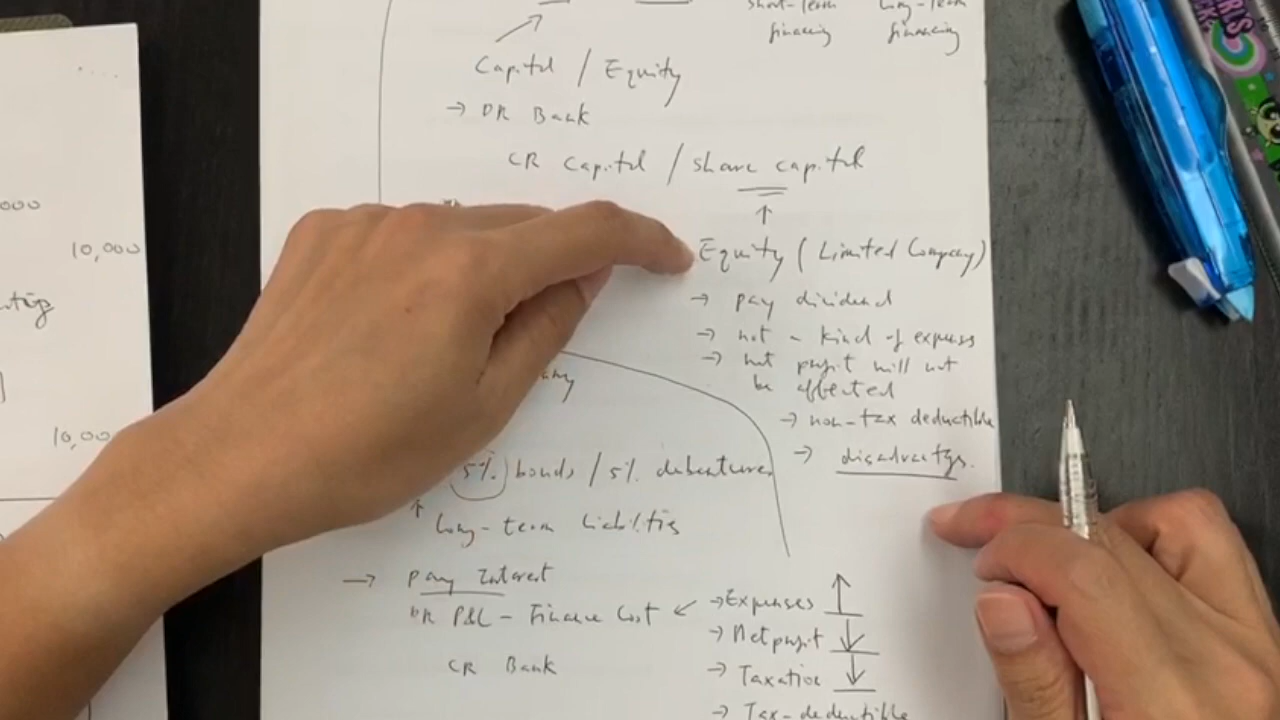 short-term
long-term
financing
financing
Capital / Equity
→ DR Bank
CR Capital / share capital
↑
Equity (Limited Company)
→ pay dividend
→ not a kind of expenses
→ net profit will not
be affected
→ non-tax deductible
→ disadvantage.
5% bonds / 5% debentures
↑ long-term liabilities
→ pay Interest
DR P&L - Finance Cost ↙
CR Bank
→ Expenses ↑
→ Net profit ↓
→ Taxation ↓
→ Tax-deductible
000
10,000
10,00